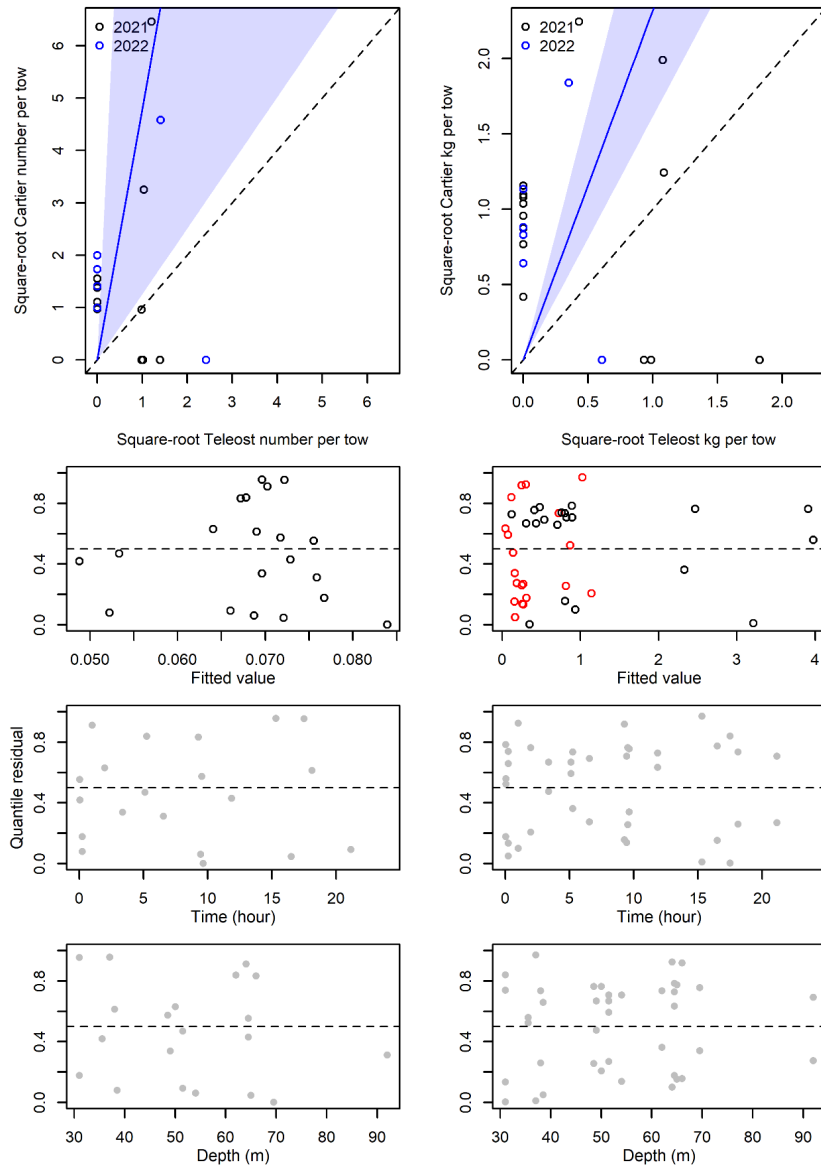 2021
2022
Square-root Cartier number per tow
0 1 2 3 4 5 6
0 1 2 3 4 5 6
Square-root Teleost number per tow
2021
2022
Square-root Cartier kg per tow
0.0 0.5 1.0 1.5 2.0
0.0 0.5 1.0 1.5 2.0
Square-root Teleost kg per tow
0.0 0.4 0.8
0.050 0.060 0.070 0.080
Fitted value
0.0 0.4 0.8
0 1 2 3 4
Fitted value
Quantile residual
0.0 0.4 0.8
0 5 10 15 20
Time (hour)
0.0 0.4 0.8
0 5 10 15 20
Time (hour)
0.0 0.4 0.8
30 40 50 60 70 80 90
Depth (m)
0.0 0.4 0.8
30 40 50 60 70 80 90
Depth (m)